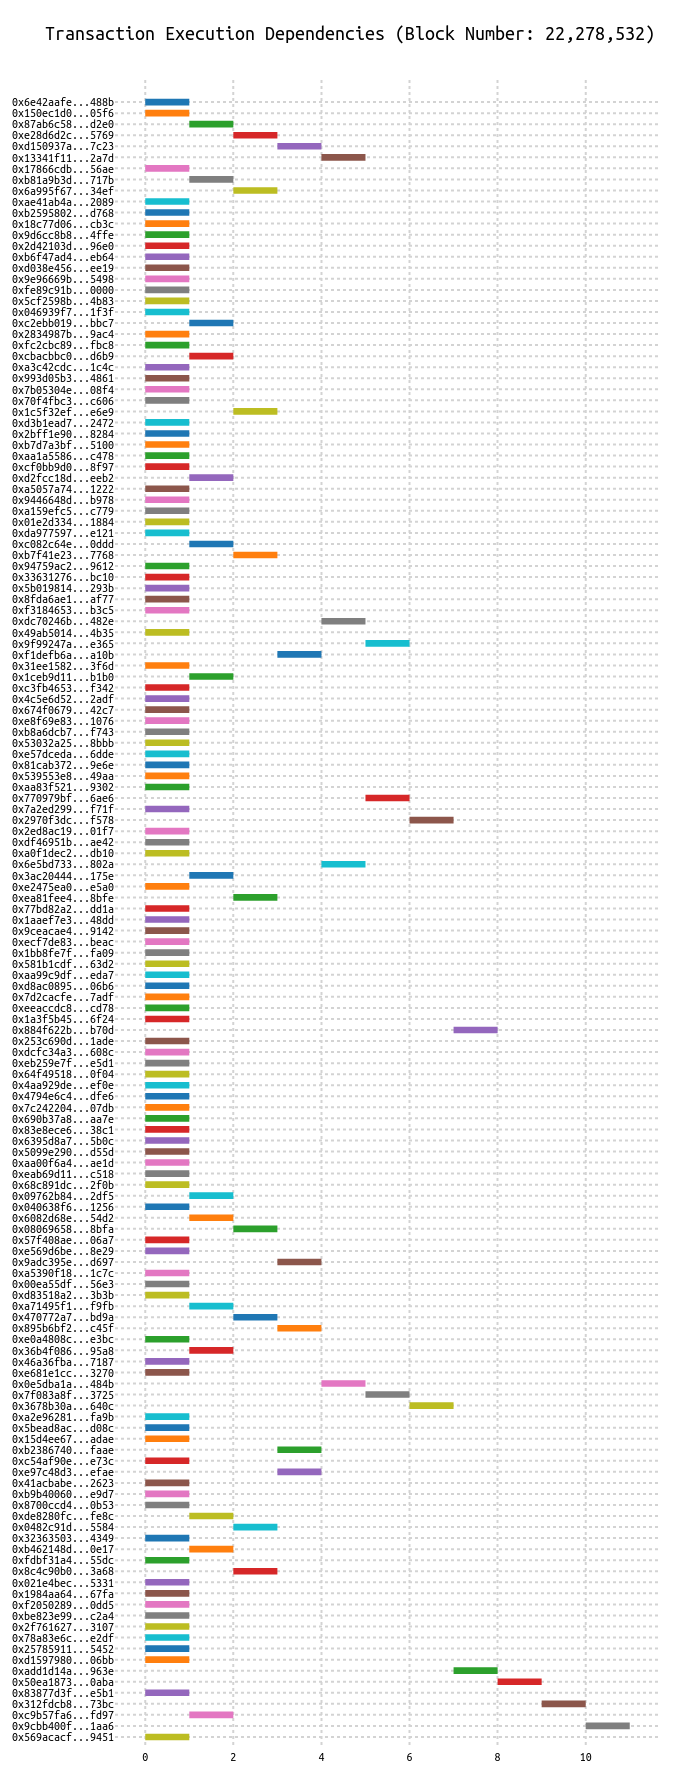 Transaction Execution Dependencies (Block Number: 22,278,532)
0x6e42aafe...488b
0x150ec1d0...05f6
0x87ab6c58...d2e0
0xe28d6d2c...5769
0xd150937a...7c23
0x13341f11...2a7d
0x17866cdb...56ae
0xb81a9b3d...717b
0x6a995f67...34ef
0xae41ab4a...2089
0xb2595802...d768
0x18c77d06...cb3c
0x9d6cc8b8...4ffe
0x2d42103d...96e0
0xb6f47ad4...eb64
0xd038e456...ee19
0x9e96669b...5498
0xfe89c91b...0000
0x5cf2598b...4b83
0x046939f7...1f3f
0xc2ebb019...bbc7
0x2834987b...9ac4
0xfc2cbc89...fbc8
0xcbacbbc0...d6b9
0xa3c42cdc...1c4c
0x993d05b3...4861
0x7b05304e...08f4
0x70f4fbc3...c606
0x1c5f32ef...e6e9
0xd3b1ead7...2472
0x2bff1e90...8284
0xb7d7a3bf...5100
0xaa1a5586...c478
0xcf0bb9d0...8f97
0xd2fcc18d...eeb2
0xa5057a74...1222
0x9446648d...b978
0xa159efc5...c779
0x01e2d334...1884
0xda977597...e121
0xc082c64e...0ddd
0xb7f41e23...7768
0x94759ac2...9612
0x33631276...bc10
0x5b019814...293b
0x8fda6ae1...af77
0xf3184653...b3c5
0xdc70246b...482e
0x49ab5014...4b35
0x9f99247a...e365
0xf1defb6a...a10b
0x31ee1582...3f6d
0x1ceb9d11...b1b0
0xc3fb4653...f342
0x4c5e6d52...2adf
0x674f0679...42c7
0xe8f69e83...1076
0xb8a6dcb7...f743
0x53032a25...8bbb
0xe57dceda...6dde
0x81cab372...9e6e
0x539553e8...49aa
0xaa83f521...9302
0x770979bf...6ae6
0x7a2ed299...f71f
0x2970f3dc...f578
0x2ed8ac19...01f7
0xdf46951b...ae42
0xa0f1dec2...db10
0x6e5bd733...802a
0x3ac20444...175e
0xe2475ea0...e5a0
0xea81fee4...8bfe
0x77bd82a2...dd1a
0x1aaef7e3...48dd
0x9ceacae4...9142
0xecf7de83...beac
0x1bb8fe7f...fa09
0x581b1cdf...63d2
0xaa99c9df...eda7
0xd8ac0895...06b6
0x7d2cacfe...7adf
0xeeaccdc8...cd78
0x1a3f5b45...6f24
0x884f622b...b70d
0x253c690d...1ade
0xdcfc34a3...608c
0xeb259e7f...e5d1
0x64f49518...0f04
0x4aa929de...ef0e
0x4794e6c4...dfe6
0x7c242204...07db
0x690b37a8...aa7e
0x83e8ece6...38c1
0x6395d8a7...5b0c
0x5099e290...d55d
0xaa00f6a4...ae1d
0xeab69d11...c518
0x68c891dc...2f0b
0x09762b84...2df5
0x040638f6...1256
0x6082d68e...54d2
0x08069658...8bfa
0x57f408ae...06a7
0xe569d6be...8e29
0x9adc395e...d697
0xa5390f18...1c7c
0x00ea55df...56e3
0xd83518a2...3b3b
0xa71495f1...f9fb
0x470772a7...bd9a
0x895b6bf2...c45f
0xe0a4808c...e3bc
0x36b4f086...95a8
0x46a36fba...7187
0xe681e1cc...3270
0x0e5dba1a...484b
0x7f083a8f...3725
0x3678b30a...640c
0xa2e96281...fa9b
0x5bead8ac...d08c
0x15d4ee67...adae
0xb2386740...faae
0xc54af90e...e73c
0xe97c48d3...efae
0x41acbabe...2623
0xb9b40060...e9d7
0x8700ccd4...0b53
0xde8280fc...fe8c
0x0482c91d...5584
0x32363503...4349
0xb462148d...0e17
0xfdbf31a4...55dc
0x8c4c90b0...3a68
0x021e4bec...5331
0x1984aa64...67fa
0xf2050289...0dd5
0xbe823e99...c2a4
0x2f761627...3107
0x78a83e6c...e2df
0x25785911...5452
0xd1597980...06bb
0xadd1d14a...963e
0x50ea1873...0aba
0x83877d3f...e5b1
0x312fdcb8...73bc
0xc9b57fa6...fd97
0x9cbb400f...1aa6
0x569acacf...9451
0 2 4 6 8 10